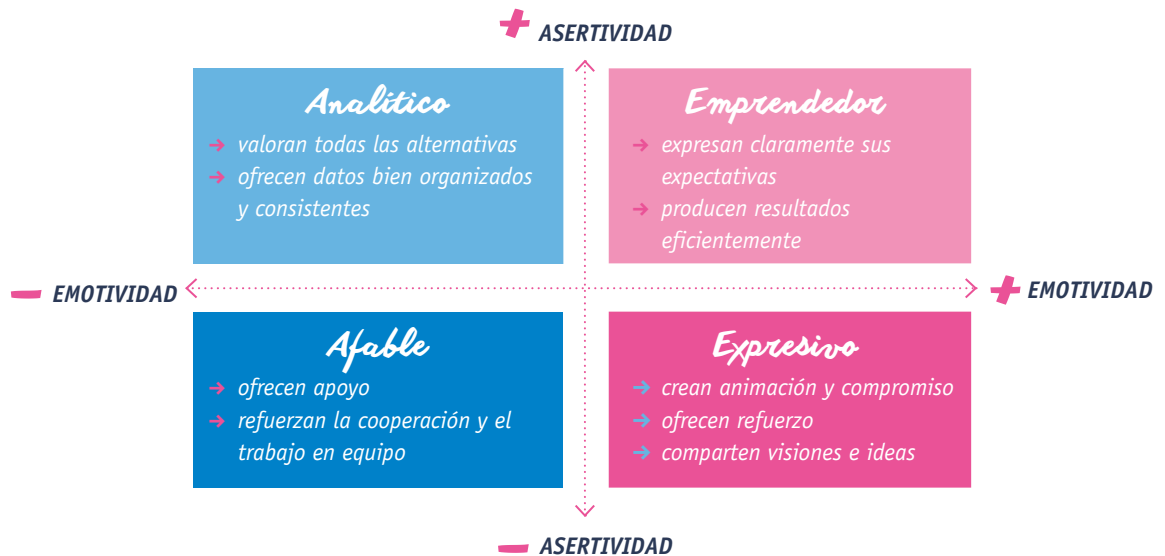 + ASERTIVIDAD
Analítico
→ valoran todas las alternativas
→ ofrecen datos bien organizados
y consistentes
Emprendedor
→ expresan claramente sus
expectativas
→ producen resultados
eficientemente
− EMOTIVIDAD
+ EMOTIVIDAD
Afable
→ ofrecen apoyo
→ refuerzan la cooperación y el
trabajo en equipo
Expresivo
→ crean animación y compromiso
→ ofrecen refuerzo
→ comparten visiones e ideas
− ASERTIVIDAD